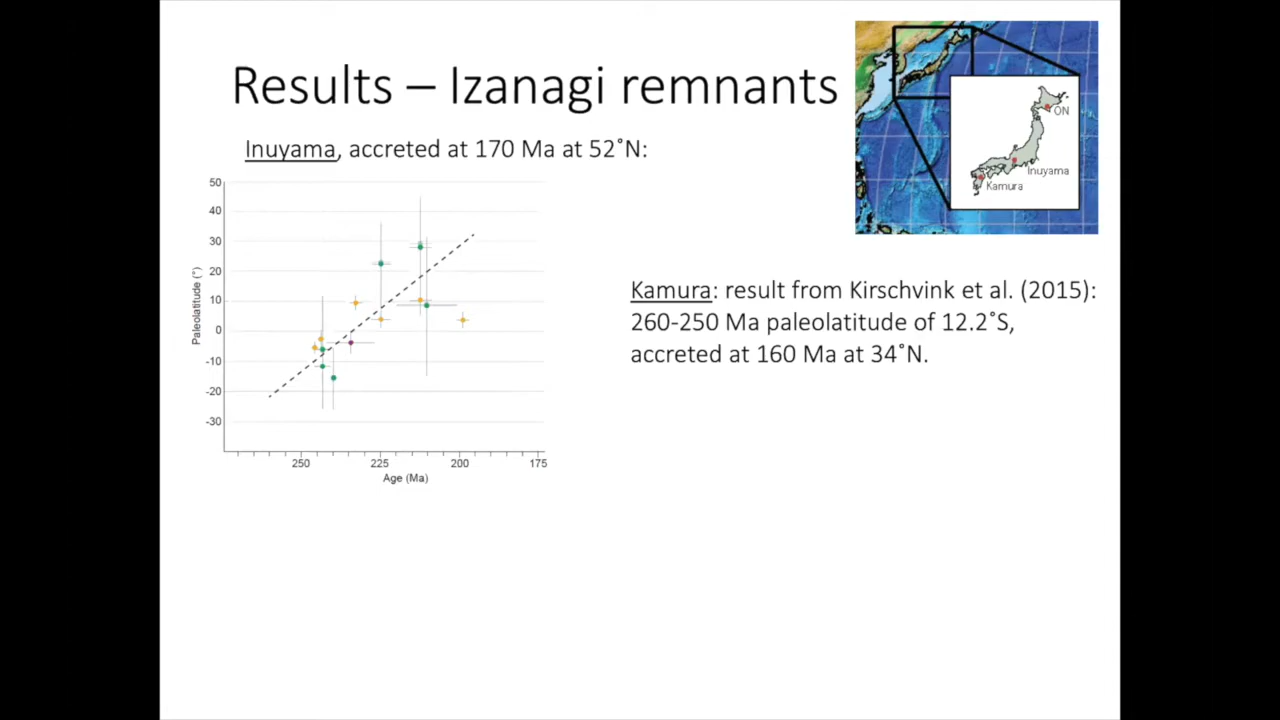 Results – Izanagi remnants
ON
Inuyama
Kamura
Inuyama, accreted at 170 Ma at 52˚N:
50
40
30
20
10
0
-10
-20
-30
Paleolatitude (°)
250
225
200
175
Age (Ma)
Kamura: result from Kirschvink et al. (2015):
260-250 Ma paleolatitude of 12.2˚S,
accreted at 160 Ma at 34˚N.